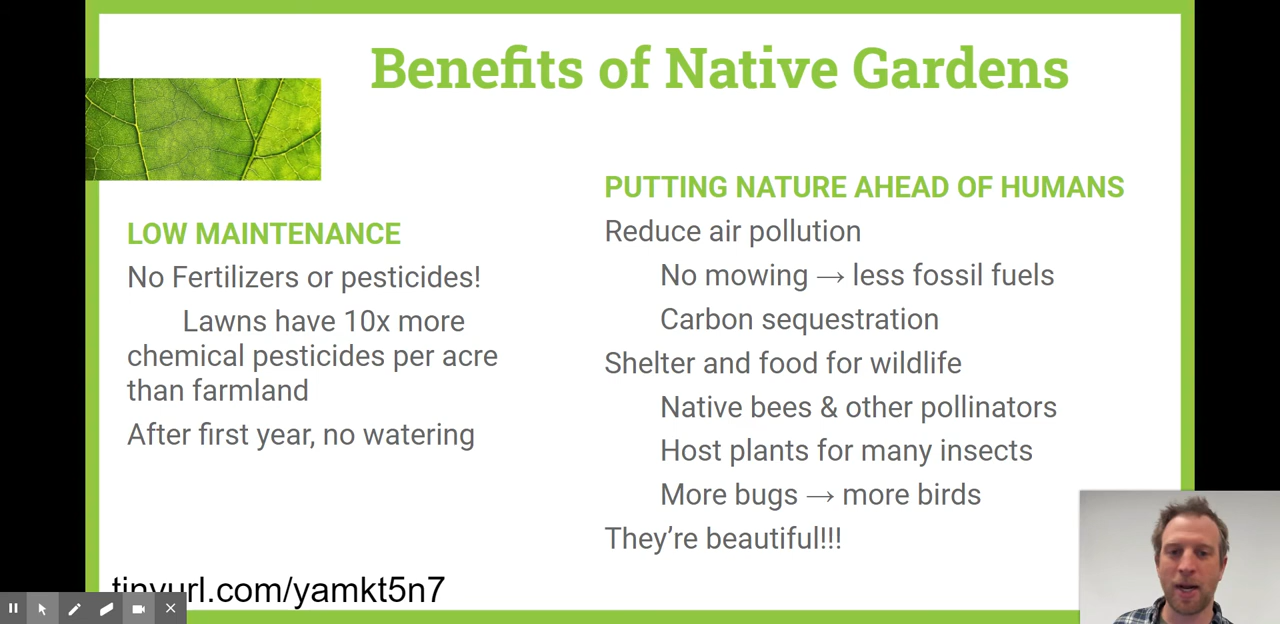 Benefits of Native Gardens
LOW MAINTENANCE
No Fertilizers or pesticides!
Lawns have 10x more
chemical pesticides per acre
than farmland
After first year, no watering
PUTTING NATURE AHEAD OF HUMANS
Reduce air pollution
No mowing → less fossil fuels
Carbon sequestration
Shelter and food for wildlife
Native bees & other pollinators
Host plants for many insects
More bugs → more birds
They’re beautiful!!!
tinyurl.com/yamkt5n7